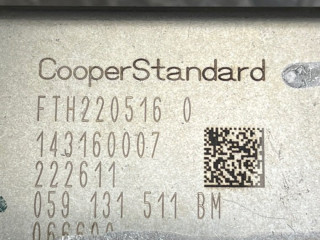 CooperStandard
FTH220516 0
143160007
222611
059 131 511 BM